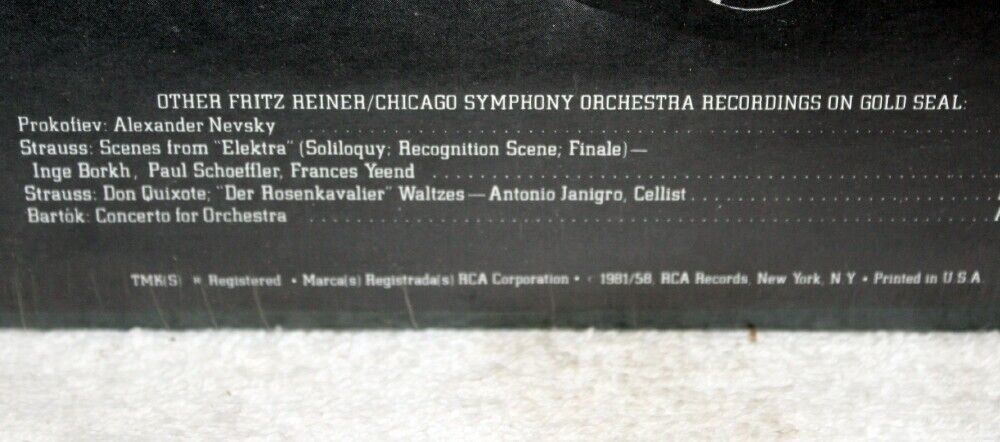 OTHER FRITZ REINER/CHICAGO SYMPHONY ORCHESTRA RECORDINGS ON GOLD SEAL:
Prokofiev: Alexander Nevsky
Strauss: Scenes from "Elektra" (Soliloquy; Recognition Scene; Finale)—
Inge Borkh, Paul Schoeffler, Frances Yeend
Strauss: Don Quixote; "Der Rosenkavalier" Waltzes—Antonio Janigro, Cellist
Bartók: Concerto for Orchestra
TMK(S) ® Registered • Marca(s) Registrada(s) RCA Corporation • © 1981/58, RCA Records, New York, N.Y. • Printed in U.S.A.